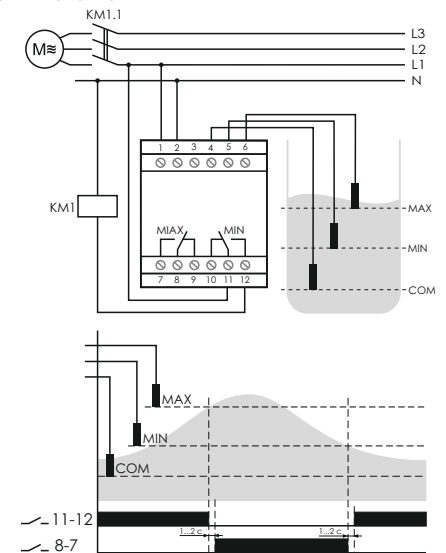 KM1.1
L3
L2
M≋
L1
N
1 2 3 4 5 6
KM1
MIAX
MIN
MAX
MIN
COM
7 8 9 10 11 12
MAX
MIN
COM
11-12
1...2 c
1...2 c
8-7